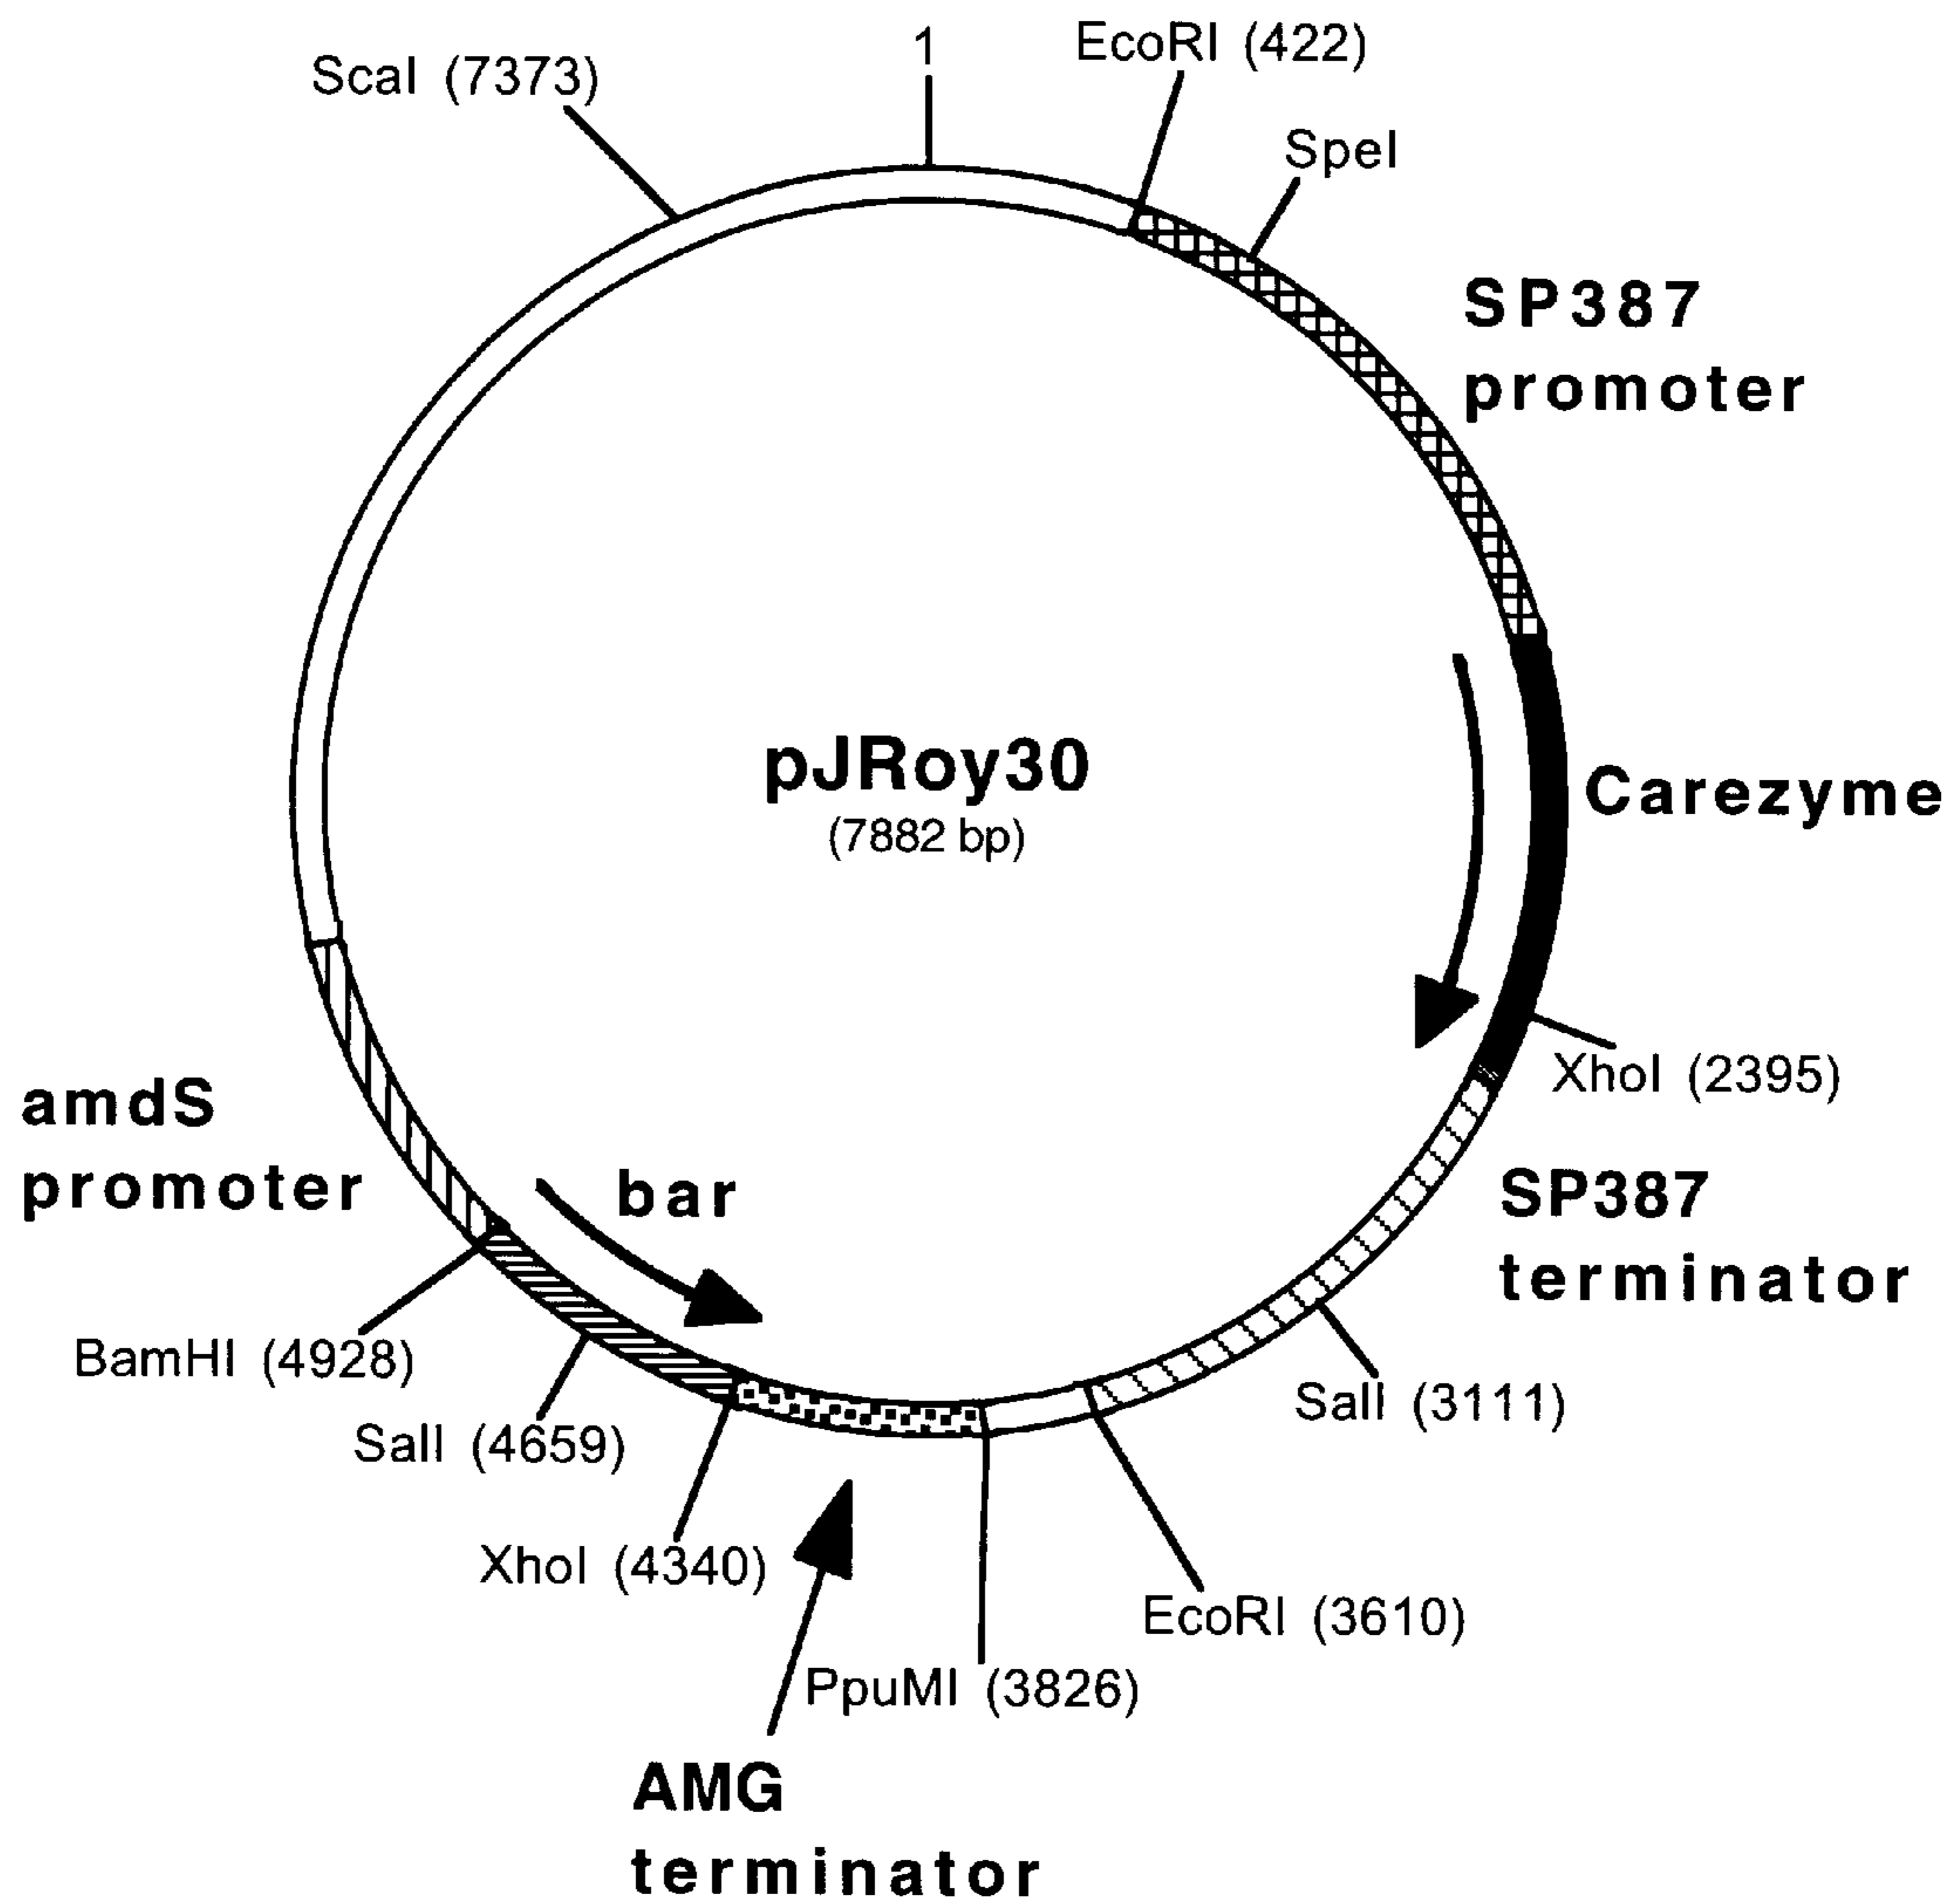 1
EcoRI (422)
ScaI (7373)
SpeI
SP387
promoter
pJRoy30
(7882 bp)
Carezyme
XhoI (2395)
amdS
promoter
bar
SP387
terminator
BamHI (4928)
SalI (3111)
SalI (4659)
XhoI (4340)
EcoRI (3610)
PpuMI (3826)
AMG
terminator